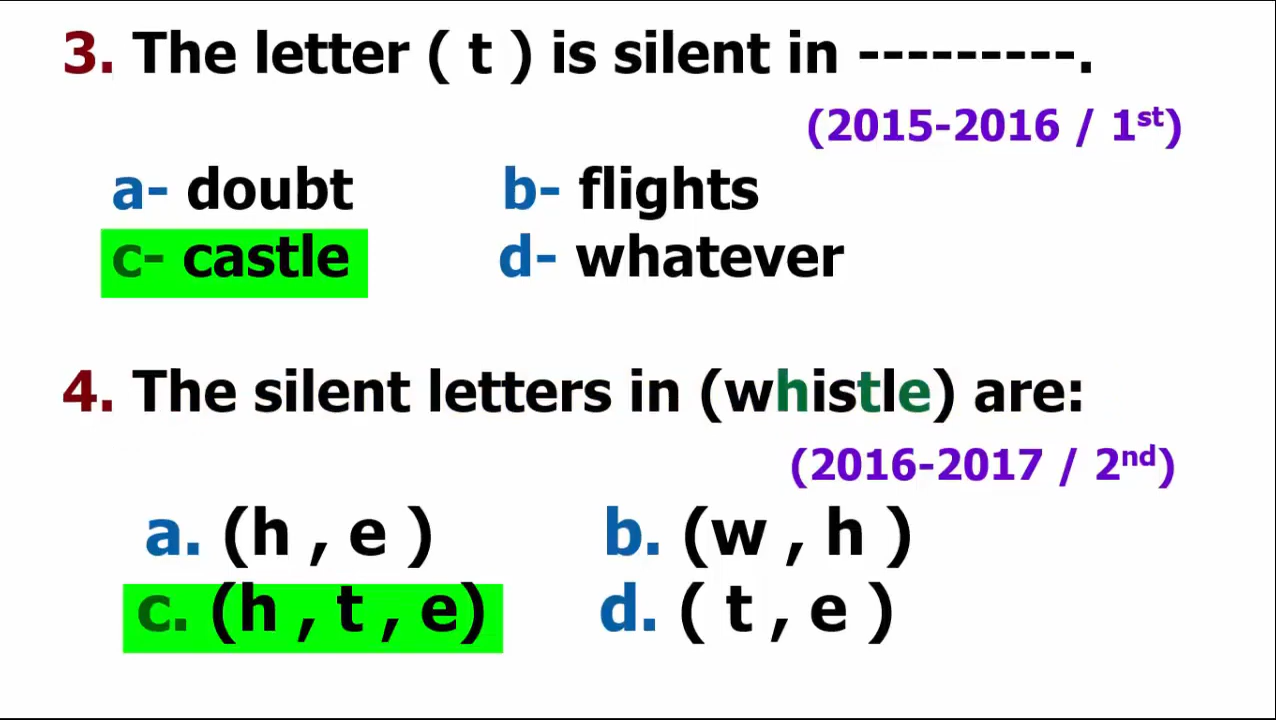 3. The letter ( t ) is silent in ---------.
(2015-2016 / 1st)
a- doubt b- flights
c- castle d- whatever
4. The silent letters in (whistle) are:
(2016-2017 / 2nd)
a. (h , e ) b. (w , h )
c. (h , t , e) d. ( t , e )